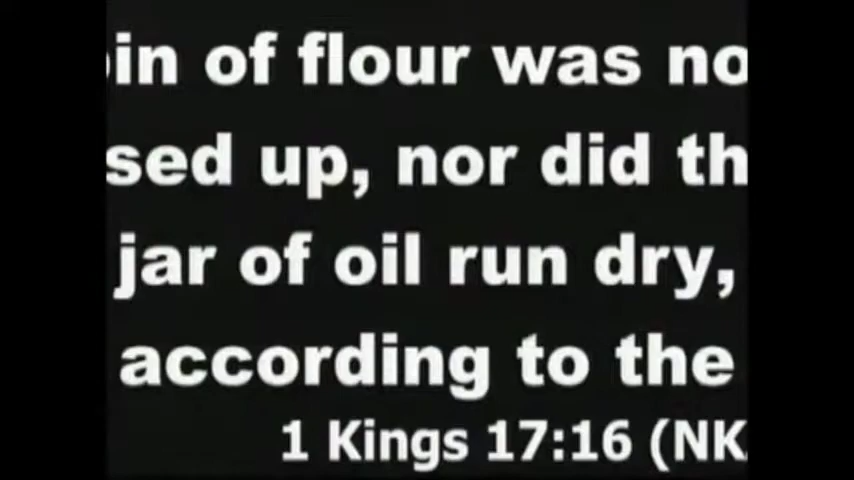 in of flour was no
sed up, nor did th
jar of oil run dry,
according to the
1 Kings 17:16 (NK